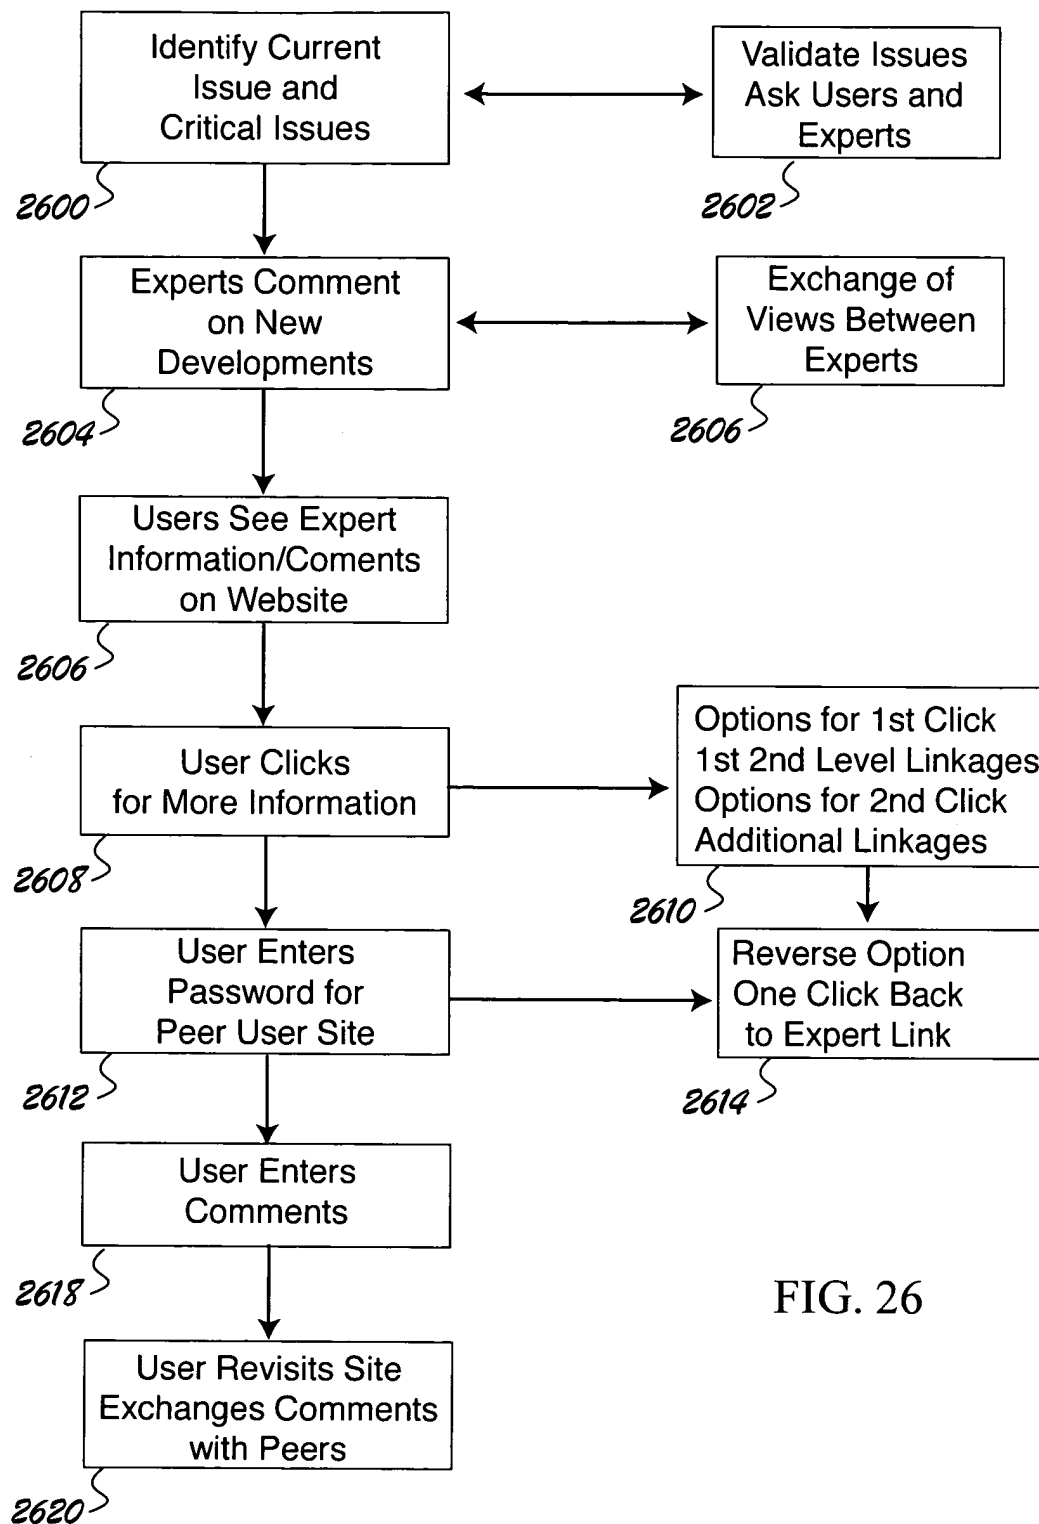 Identify Current
Issue and
Critical Issues
2600
Validate Issues
Ask Users and
Experts
2602
Experts Comment
on New
Developments
2604
Exchange of
Views Between
Experts
2606
Users See Expert
Information/Coments
on Website
2606
User Clicks
for More Information
2608
Options for 1st Click
1st 2nd Level Linkages
Options for 2nd Click
Additional Linkages
2610
User Enters
Password for
Peer User Site
2612
Reverse Option
One Click Back
to Expert Link
2614
User Enters
Comments
2618
FIG. 26
User Revisits Site
Exchanges Comments
with Peers
2620